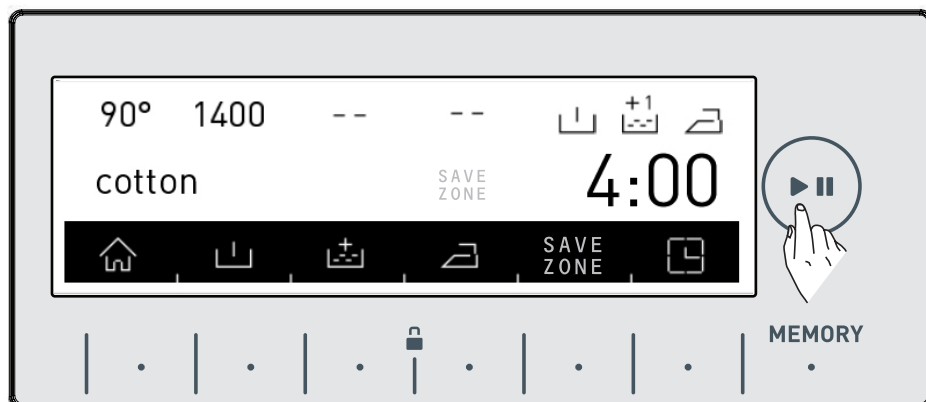 90° 1400 -- -- +1
cotton SAVE ZONE 4:00
SAVE ZONE
MEMORY